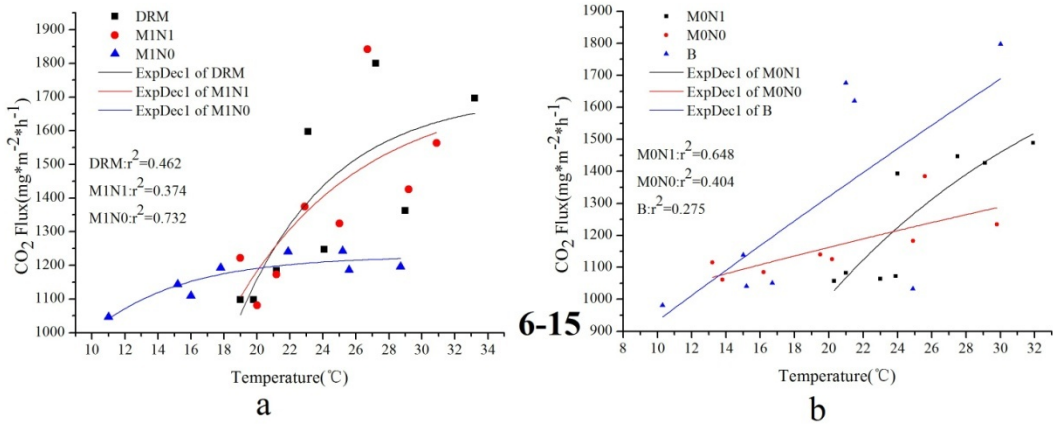 DRM
M1N1
M1N0
ExpDec1 of DRM
ExpDec1 of M1N1
ExpDec1 of M1N0
DRM:r²=0.462
M1N1:r²=0.374
M1N0:r²=0.732
1900
1800
1700
1600
1500
1400
1300
1200
1100
1000
CO₂ Flux(mg*m⁻²*h⁻¹)
10 12 14 16 18 20 22 24 26 28 30 32 34
Temperature(℃)
a
6-15
M0N1
M0N0
B
ExpDec1 of M0N1
ExpDec1 of M0N0
ExpDec1 of B
M0N1:r²=0.648
M0N0:r²=0.404
B:r²=0.275
1900
1800
1700
1600
1500
1400
1300
1200
1100
1000
900
CO₂ Flux(mg*m⁻²*h⁻¹)
8 10 12 14 16 18 20 22 24 26 28 30 32
Temperature(℃)
b